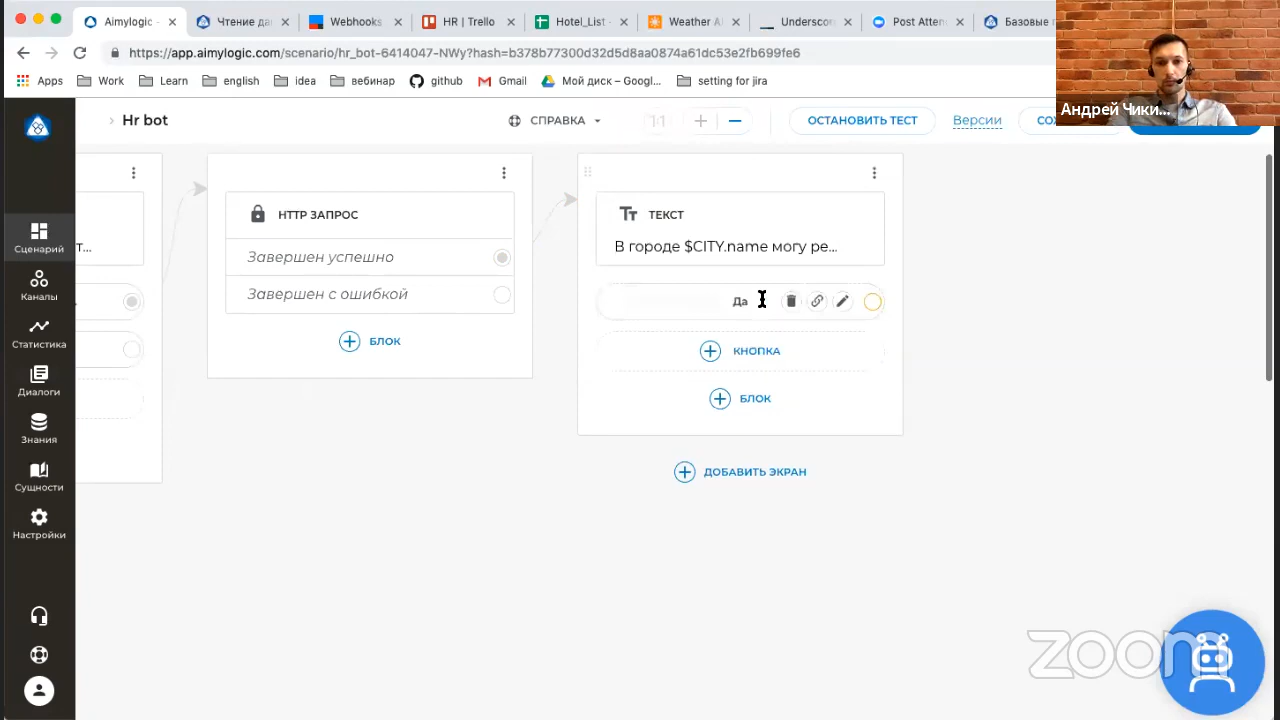 Aimylogic -
Чтение да
Webhooks
HR | Trello
Hotel_List -
Weather A
Undersco
Post Atten
Базовые
https://app.aimylogic.com/scenario/hr_bot-6414047-NWy?hash=b378b77300d32d5d8aa0874a61dc53e2fb699fe6
Apps
Work
Learn
english
idea
вебинар
github
Gmail
Мой диск – Googl...
setting for jira
Андрей Чики...
Hr bot
СПРАВКА
1:1
ОСТАНОВИТЬ ТЕСТ
Версии
СО
Сценарий
Каналы
Статистика
Диалоги
Знания
Сущности
Настройки
т...
HTTP ЗАПРОС
Завершен успешно
Завершен с ошибкой
БЛОК
ТЕКСТ
В городе $CITY.name могу ре...
Да
КНОПКА
БЛОК
ДОБАВИТЬ ЭКРАН
zoom